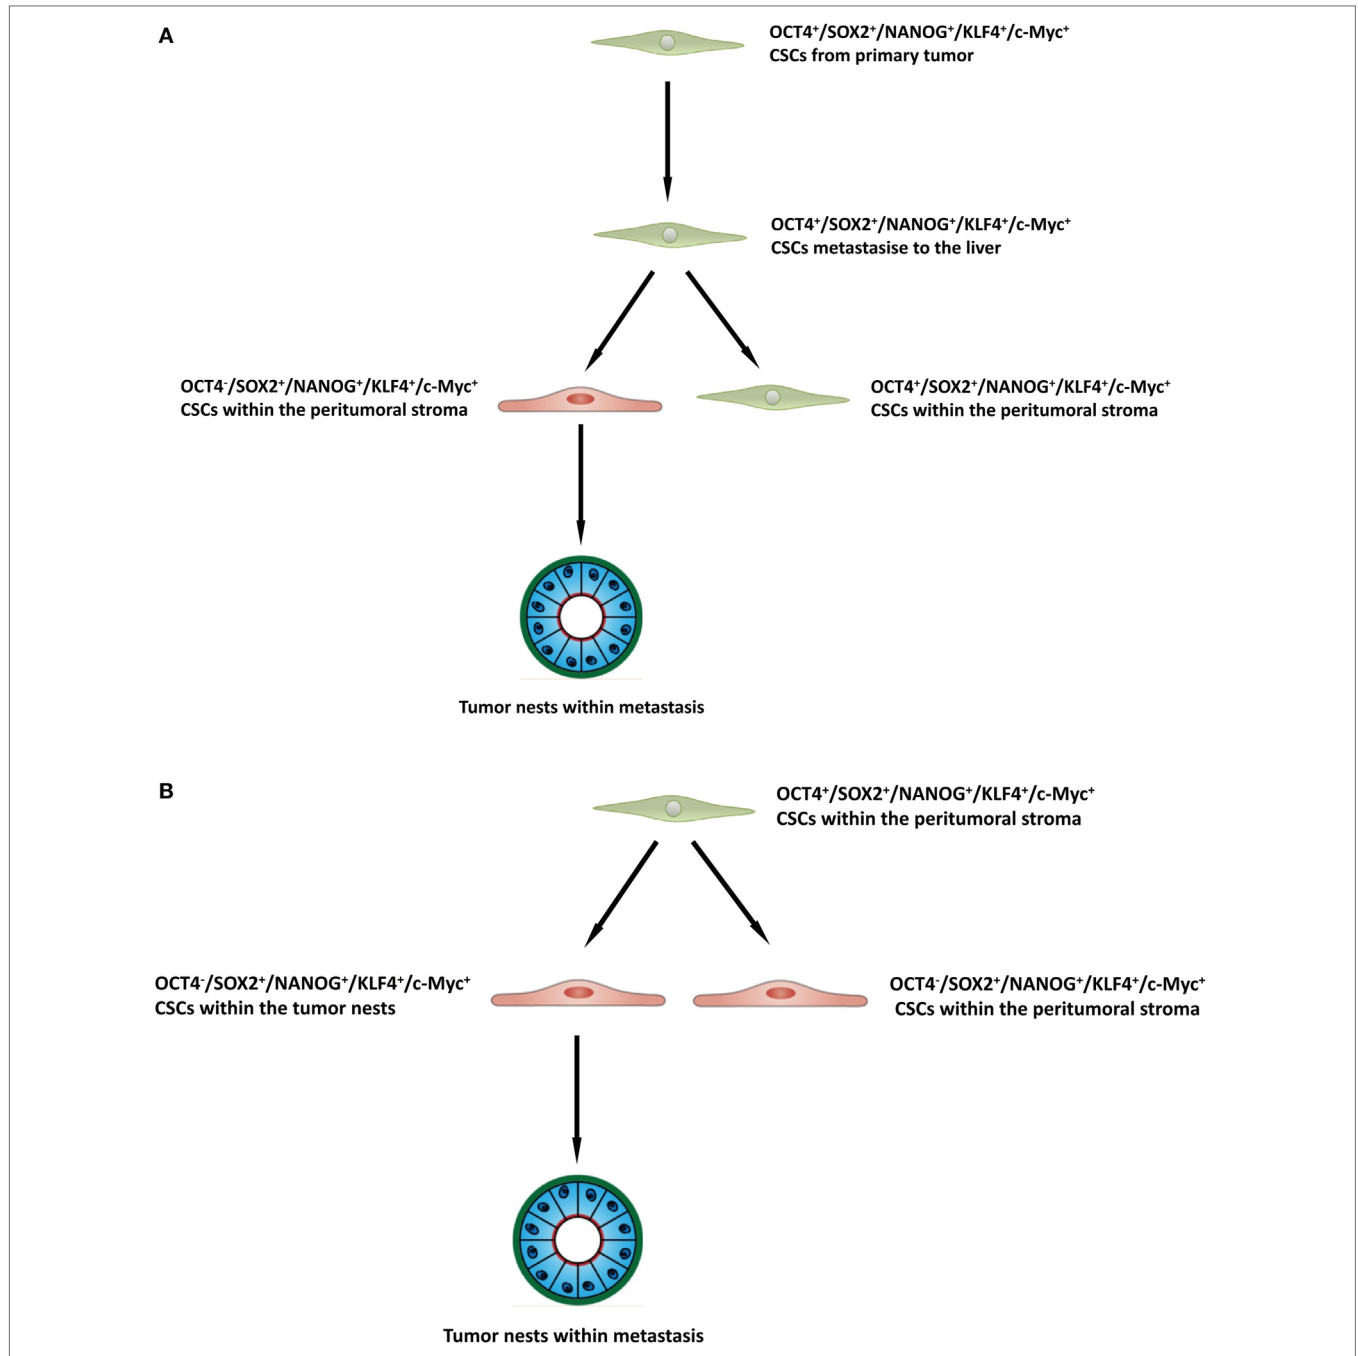 A
OCT4⁺/SOX2⁺/NANOG⁺/KLF4⁺/c-Myc⁺
CSCs from primary tumor
OCT4⁺/SOX2⁺/NANOG⁺/KLF4⁺/c-Myc⁺
CSCs metastasise to the liver
OCT4⁻/SOX2⁺/NANOG⁺/KLF4⁺/c-Myc⁺
CSCs within the peritumoral stroma
OCT4⁺/SOX2⁺/NANOG⁺/KLF4⁺/c-Myc⁺
CSCs within the peritumoral stroma
Tumor nests within metastasis
B
OCT4⁺/SOX2⁺/NANOG⁺/KLF4⁺/c-Myc⁺
CSCs within the peritumoral stroma
OCT4⁻/SOX2⁺/NANOG⁺/KLF4⁺/c-Myc⁺
CSCs within the tumor nests
OCT4⁻/SOX2⁺/NANOG⁺/KLF4⁺/c-Myc⁺
CSCs within the peritumoral stroma
Tumor nests within metastasis